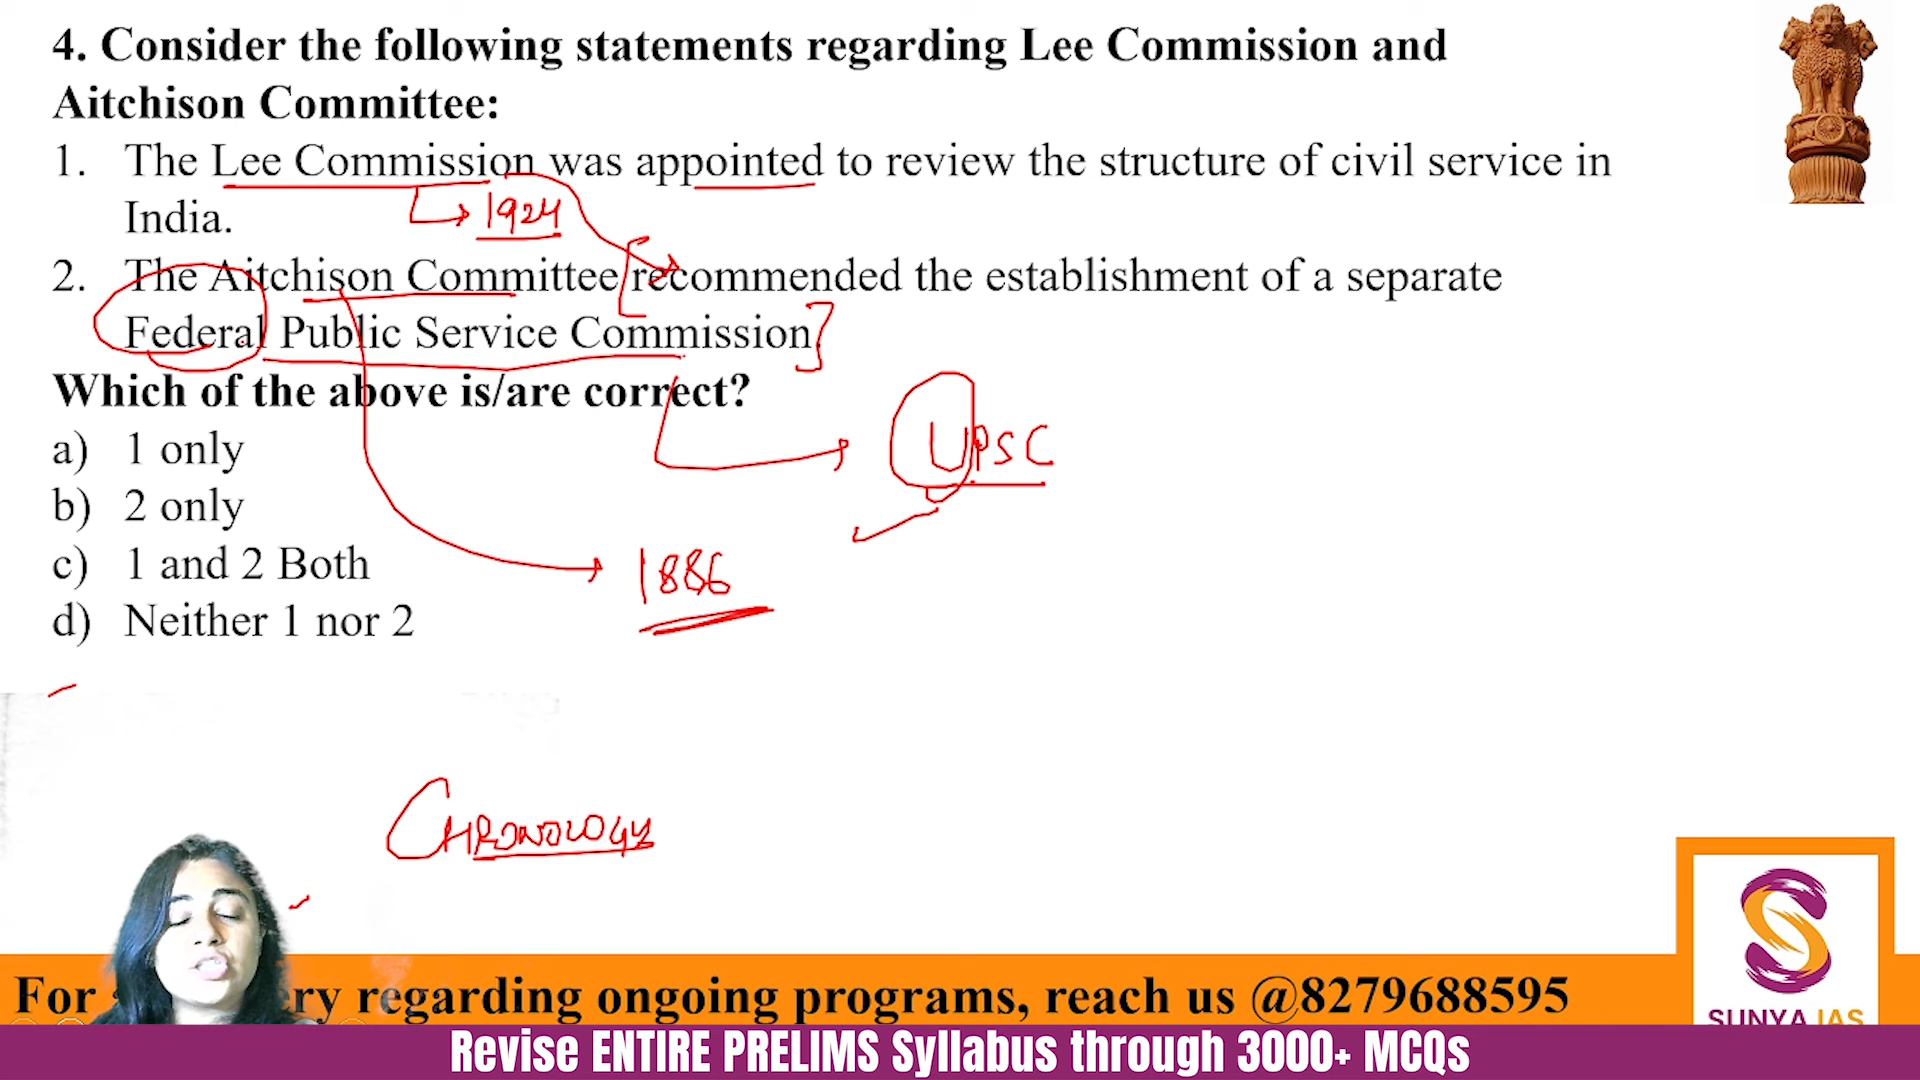 4. Consider the following statements regarding Lee Commission and
Aitchison Committee:
1. The Lee Commission was appointed to review the structure of civil service in
India.
1924
2. The Aitchison Committee recommended the establishment of a separate
Federal Public Service Commission
Which of the above is/are correct?
a) 1 only
UPSC
b) 2 only
c) 1 and 2 Both
1886
d) Neither 1 nor 2
CHRONOLOGY
For ry regarding ongoing programs, reach us @8279688595
SUNYA IAS
Revise ENTIRE PRELIMS Syllabus through 3000+ MCQs